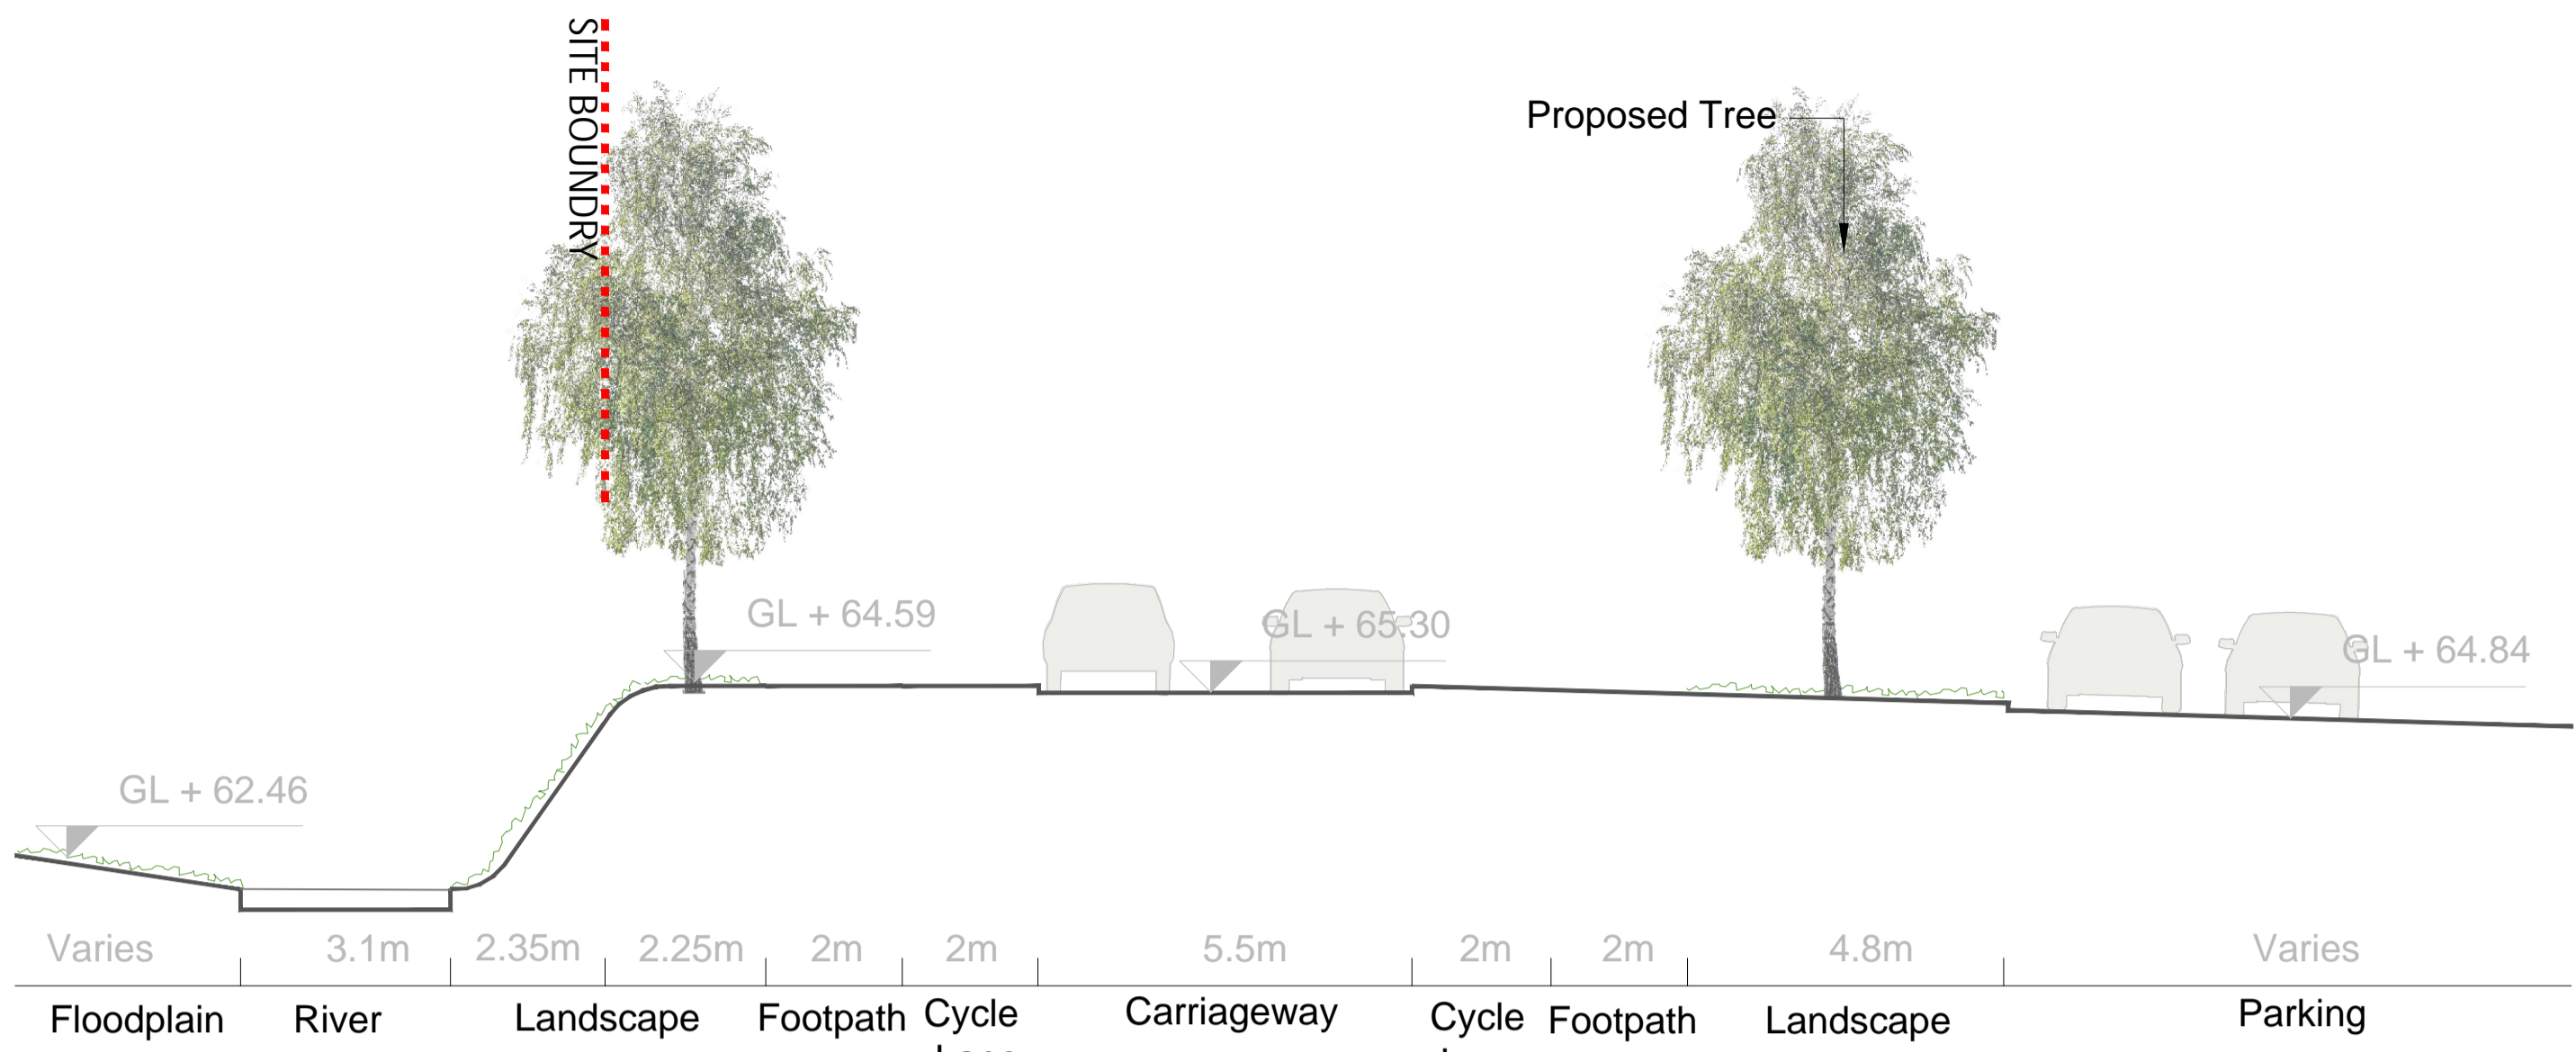 SITE BOUNDRY
Proposed Tree
GL + 64.59
GL + 65.30
GL + 64.84
GL + 62.46
Varies 3.1m 2.35m 2.25m 2m 2m 5.5m 2m 2m 4.8m Varies
Floodplain River Landscape Footpath Cycle Carriageway Cycle Footpath Landscape Parking